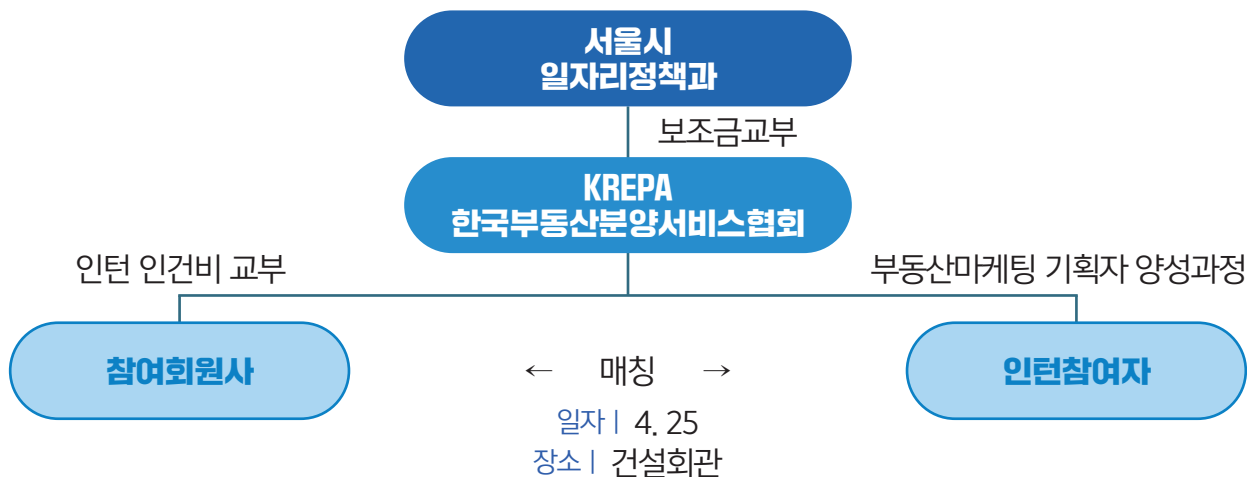 서울시
일자리정책과
보조금교부
KREPA
한국부동산분양서비스협회
인턴 인건비 교부
부동산마케팅 기획자 양성과정
참여회원사
← 매칭 →
인턴참여자
일자ㅣ 4. 25
장소ㅣ 건설회관